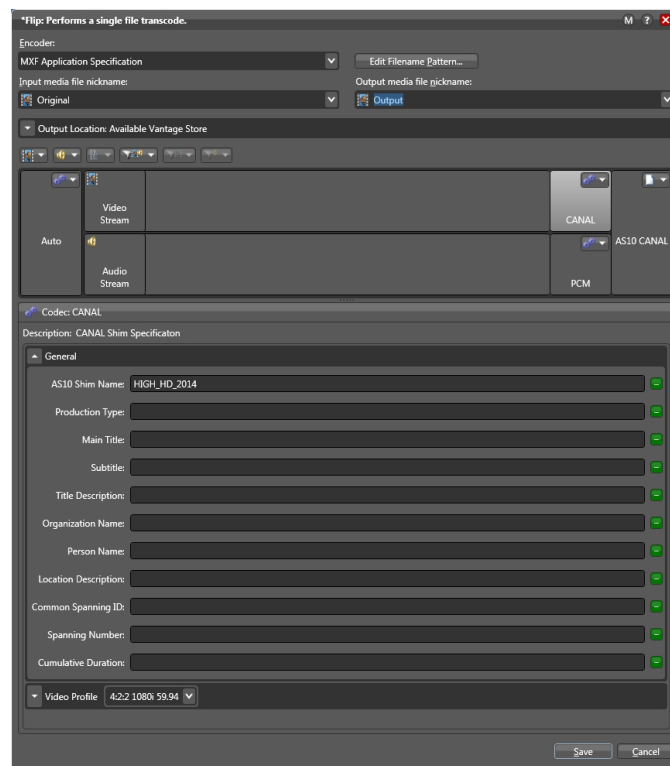 *Flip: Performs a single file transcode.
M ? X
Encoder:
MXF Application Specification
Edit Filename Pattern...
Input media file nickname:
Output media file nickname:
Original
Output
Output Location: Available Vantage Store
Video
Stream
CANAL
Auto
AS10 CANAL
Audio
Stream
PCM
Codec: CANAL
Description: CANAL Shim Specificaton
General
AS10 Shim Name: HIGH_HD_2014
Production Type:
Main Title:
Subtitle:
Title Description:
Organization Name:
Person Name:
Location Description:
Common Spanning ID:
Spanning Number:
Cumulative Duration:
Video Profile 4:2:2 1080i 59.94
Save Cancel